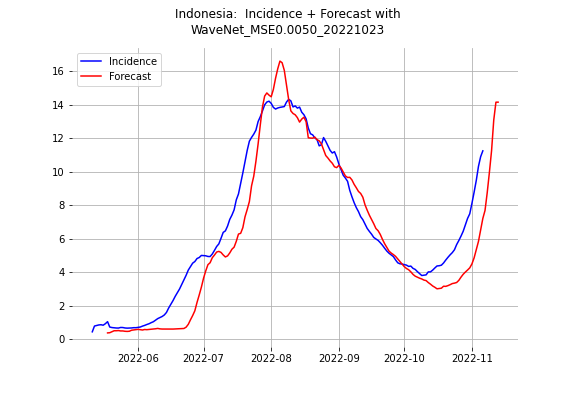 Indonesia:  Incidence + Forecast with
WaveNet_MSE0.0050_20221023
Incidence
Forecast
16
14
12
10
8
6
4
2
0
2022-06 2022-07 2022-08 2022-09 2022-10 2022-11